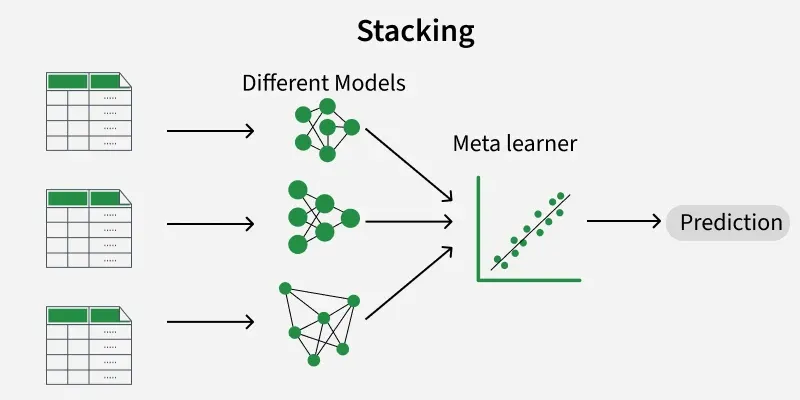 Stacking
Different Models
Meta learner
Prediction